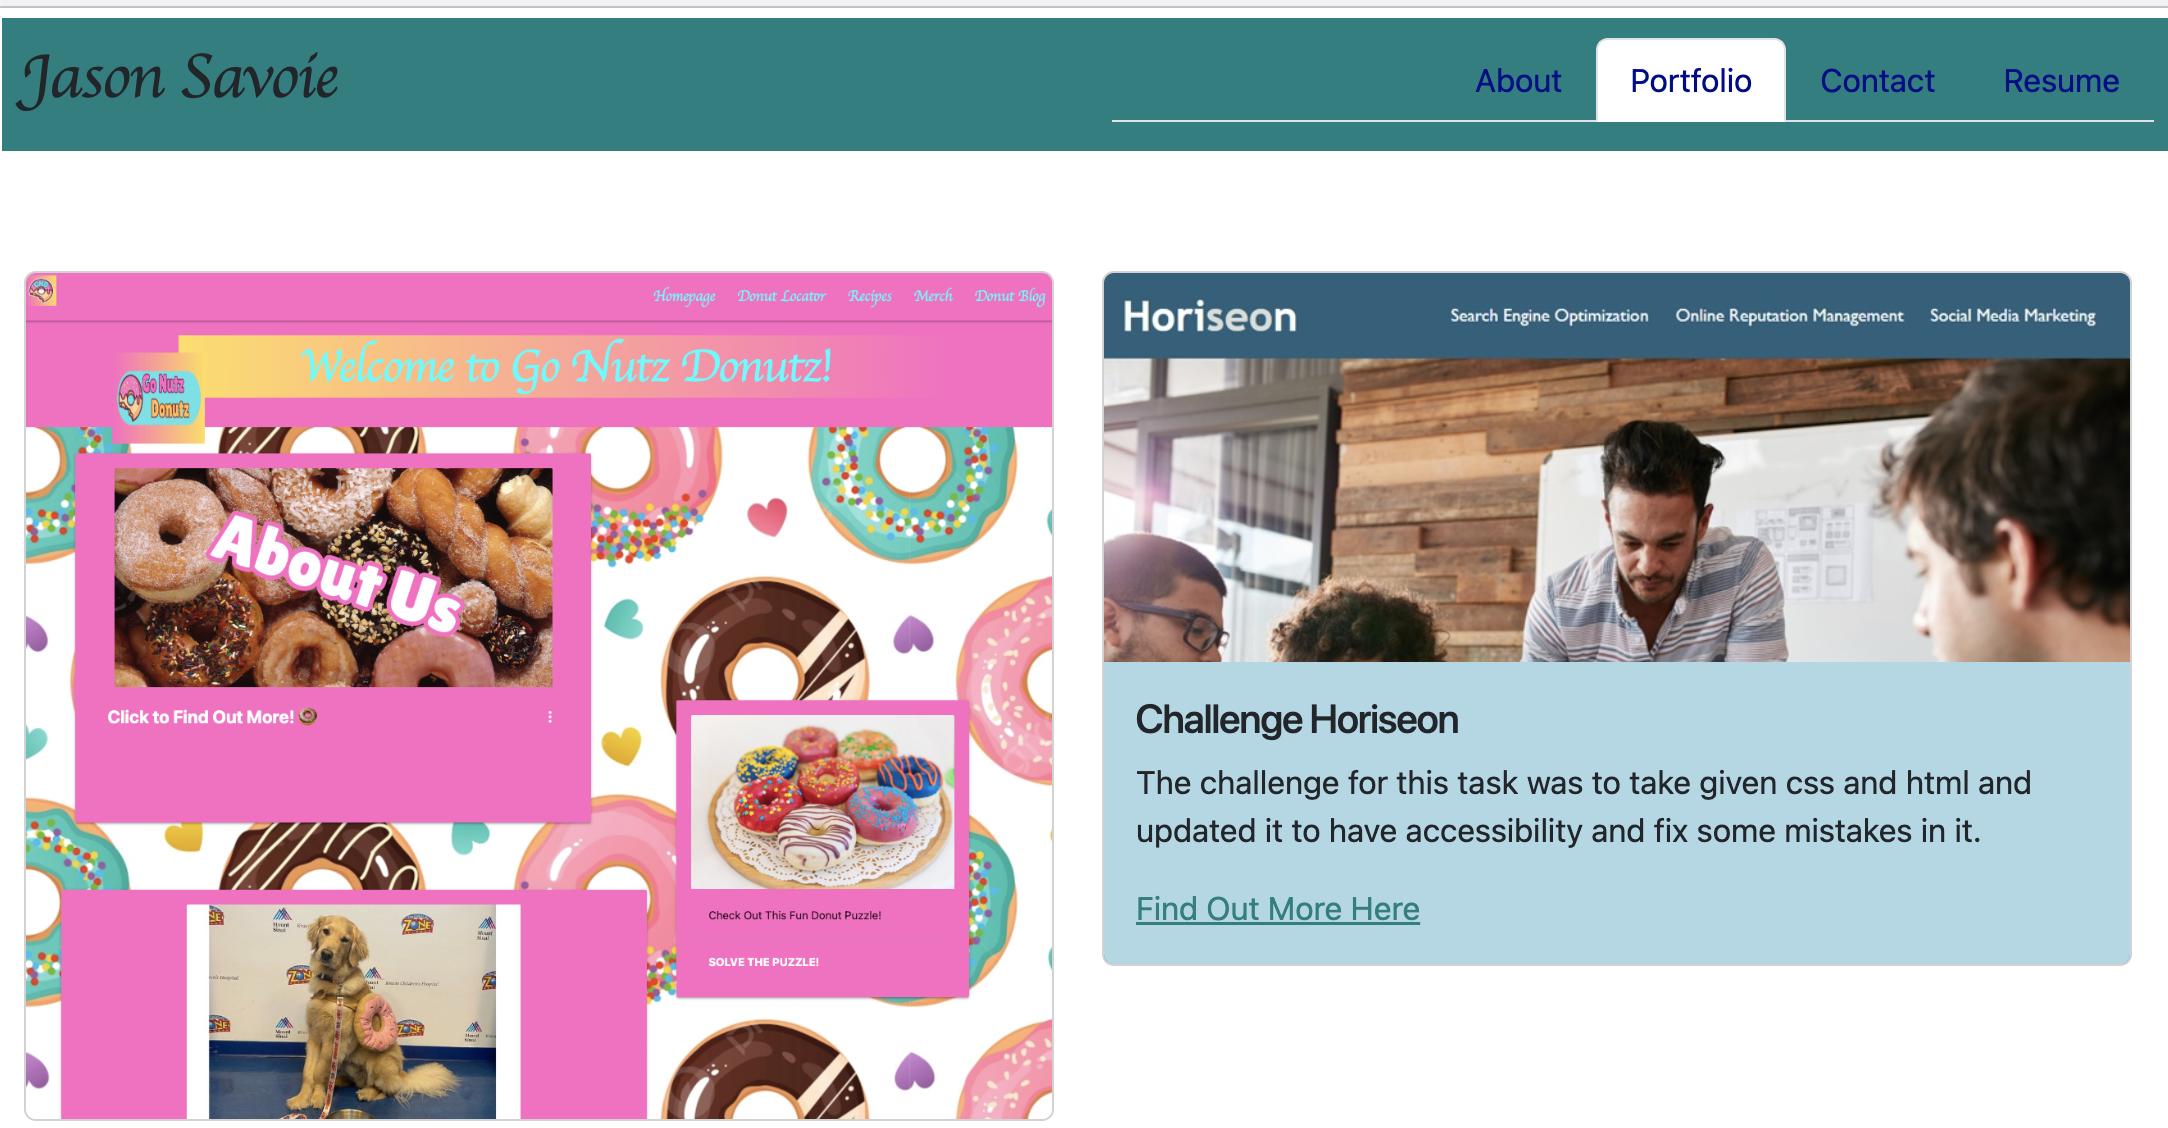 Jason Savoie
About Portfolio Contact Resume
Homepage Donut Locator Recipes Merch Donut Blog
Welcome to Go Nutz Donutz!
Go Nutz
Donutz
About Us
Click to Find Out More!
Check Out This Fun Donut Puzzle!
SOLVE THE PUZZLE!
ZONE
Mount
Sinai
Horiseon
Search Engine Optimization Online Reputation Management Social Media Marketing
Challenge Horiseon
The challenge for this task was to take given css and html and
updated it to have accessibility and fix some mistakes in it.
Find Out More Here